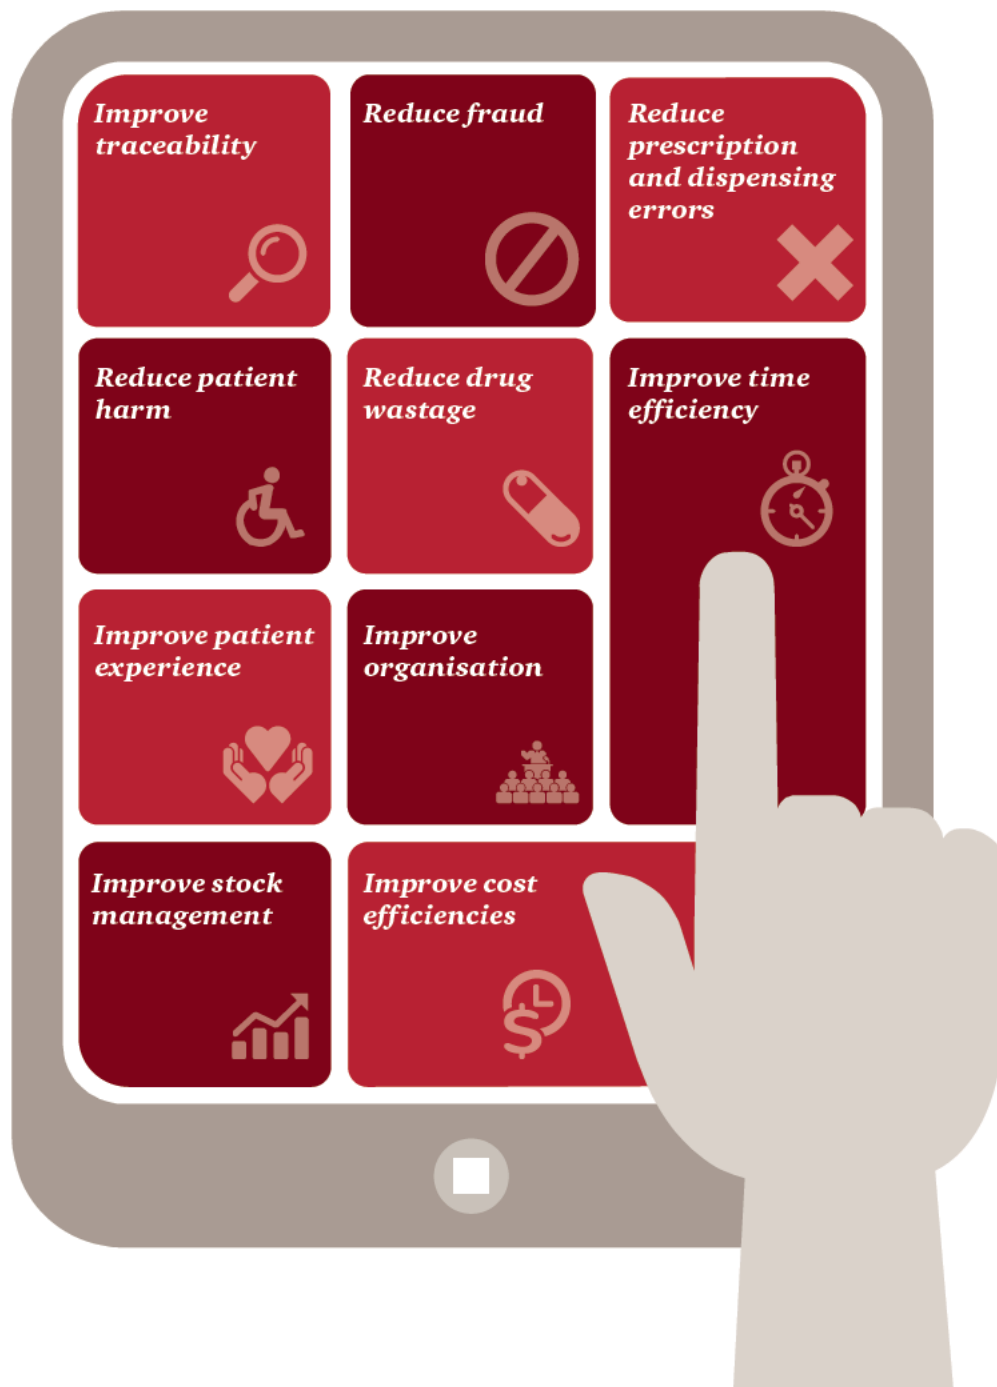 Improve
traceability
Reduce fraud
Reduce
prescription
and dispensing
errors
Reduce patient
harm
Reduce drug
wastage
Improve time
efficiency
Improve patient
experience
Improve
organisation
Improve stock
management
Improve cost
efficiencies